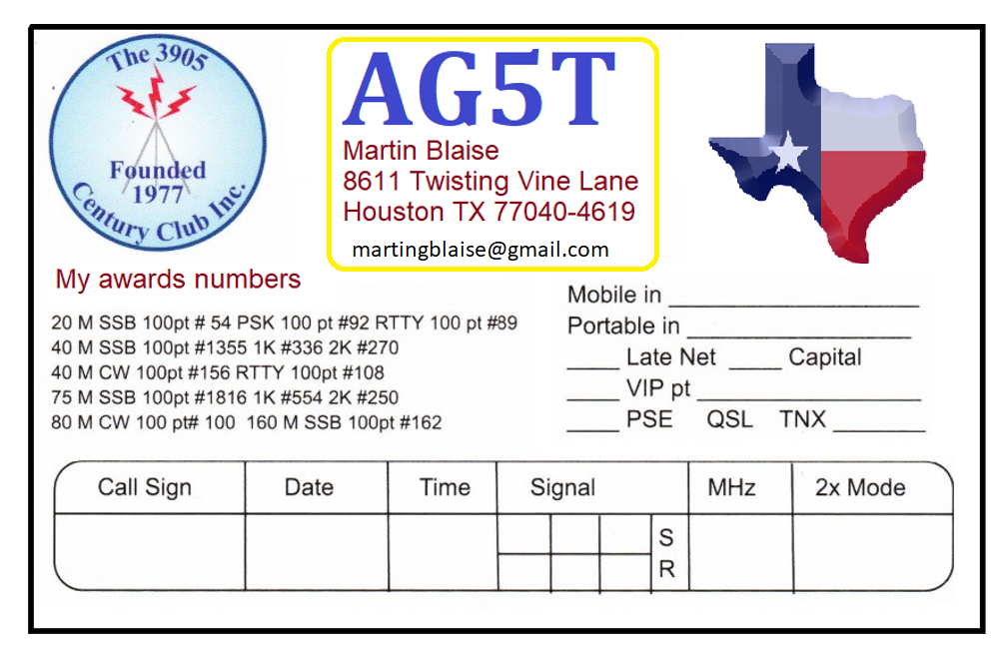 The 3905
Founded
1977
Century Club Inc.
AG5T
Martin Blaise
8611 Twisting Vine Lane
Houston TX 77040-4619
martingblaise@gmail.com
My awards numbers
20 M SSB 100pt # 54 PSK 100 pt #92 RTTY 100 pt #89
40 M SSB 100pt #1355 1K #336 2K #270
40 M CW 100pt #156 RTTY 100pt #108
75 M SSB 100pt #1816 1K #554 2K #250
80 M CW 100 pt# 100 160 M SSB 100pt #162
Mobile in ____________________
Portable in __________________
____ Late Net ____ Capital
____ VIP pt __________________
____ PSE QSL TNX _______
Call Sign Date Time Signal MHz 2x Mode
S
R